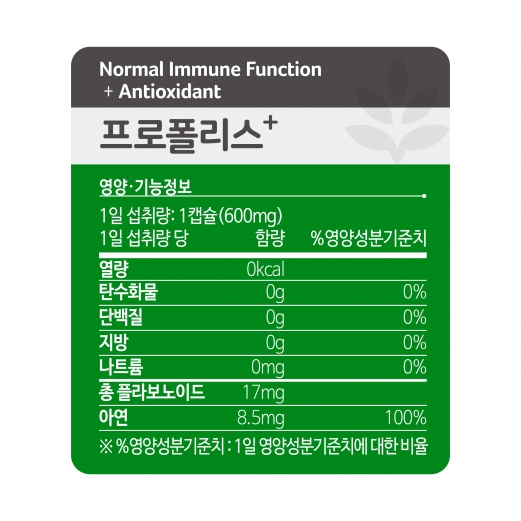 Normal Immune Function
+ Antioxidant
프로폴리스+
영양·기능정보
1일 섭취량: 1캡슐(600mg)
1일 섭취량 당 함량 %영양성분기준치
열량 0kcal
탄수화물 0g 0%
단백질 0g 0%
지방 0g 0%
나트륨 0mg 0%
총 플라보노이드 17mg
아연 8.5mg 100%
※ %영양성분기준치 : 1일 영양성분기준치에 대한 비율